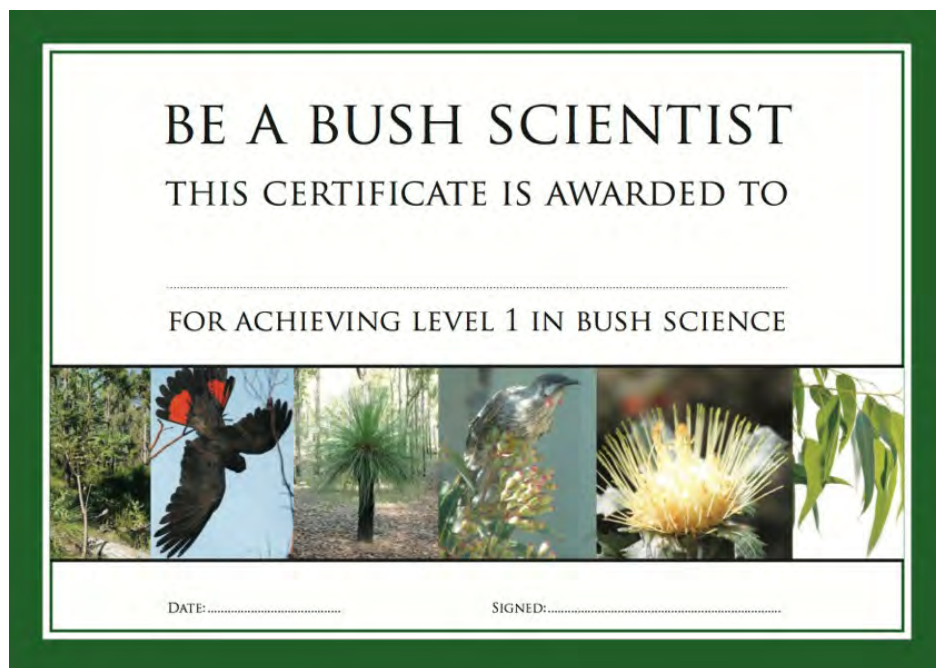 BE A BUSH SCIENTIST
THIS CERTIFICATE IS AWARDED TO
FOR ACHIEVING LEVEL 1 IN BUSH SCIENCE
DATE:.................................... SIGNED:...............................................................